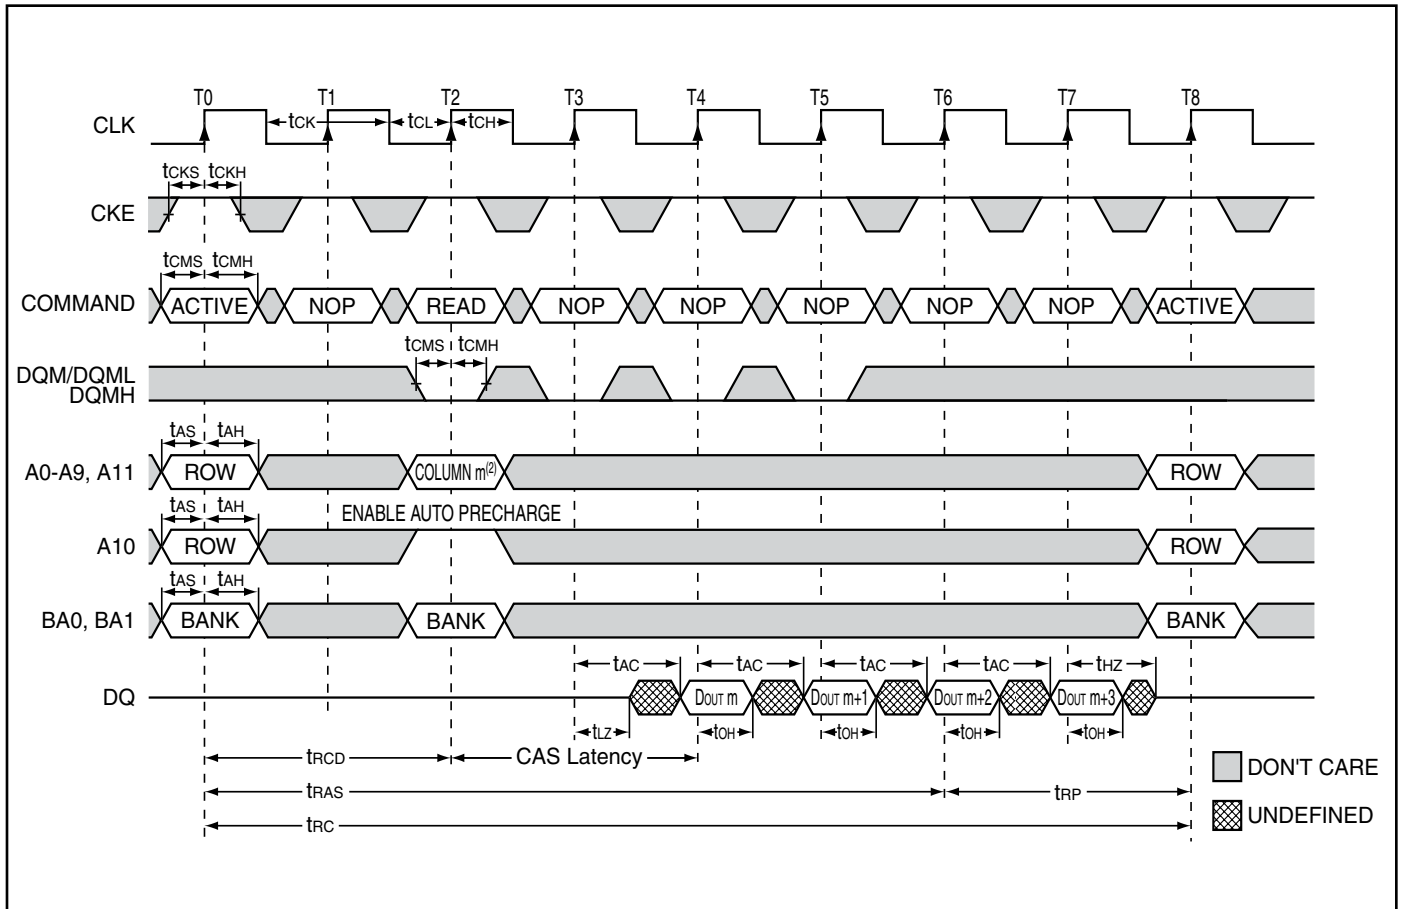 T0 T1 T2 T3 T4 T5 T6 T7 T8
CLK
tCK tCL tCH
tCKS tCKH
CKE
tCMS tCMH
COMMAND ACTIVE NOP READ NOP NOP NOP NOP NOP ACTIVE
tCMS tCMH
DQM/DQML
DQMH
tAS tAH
A0-A9, A11 ROW COLUMN m(2) ROW
tAS tAH ENABLE AUTO PRECHARGE
A10 ROW ROW
tAS tAH
BA0, BA1 BANK BANK BANK
tAC tAC tAC tAC tHZ
DQ DOUT m DOUT m+1 DOUT m+2 DOUT m+3
tLZ tOH tOH tOH tOH
tRCD CAS Latency
DON'T CARE
tRAS tRP
UNDEFINED
tRC